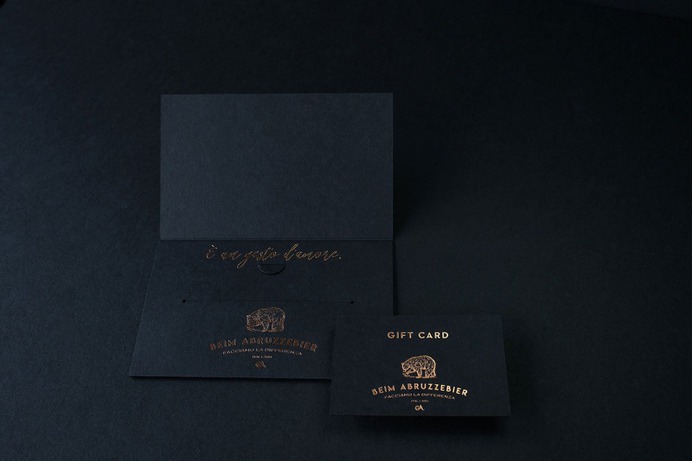 È un gesto d'amore.
BEIM ABRUZZEBIER
FACCIAMO LA DIFFERENZA
GIFT CARD
BEIM ABRUZZEBIER
FACCIAMO LA DIFFERENZA